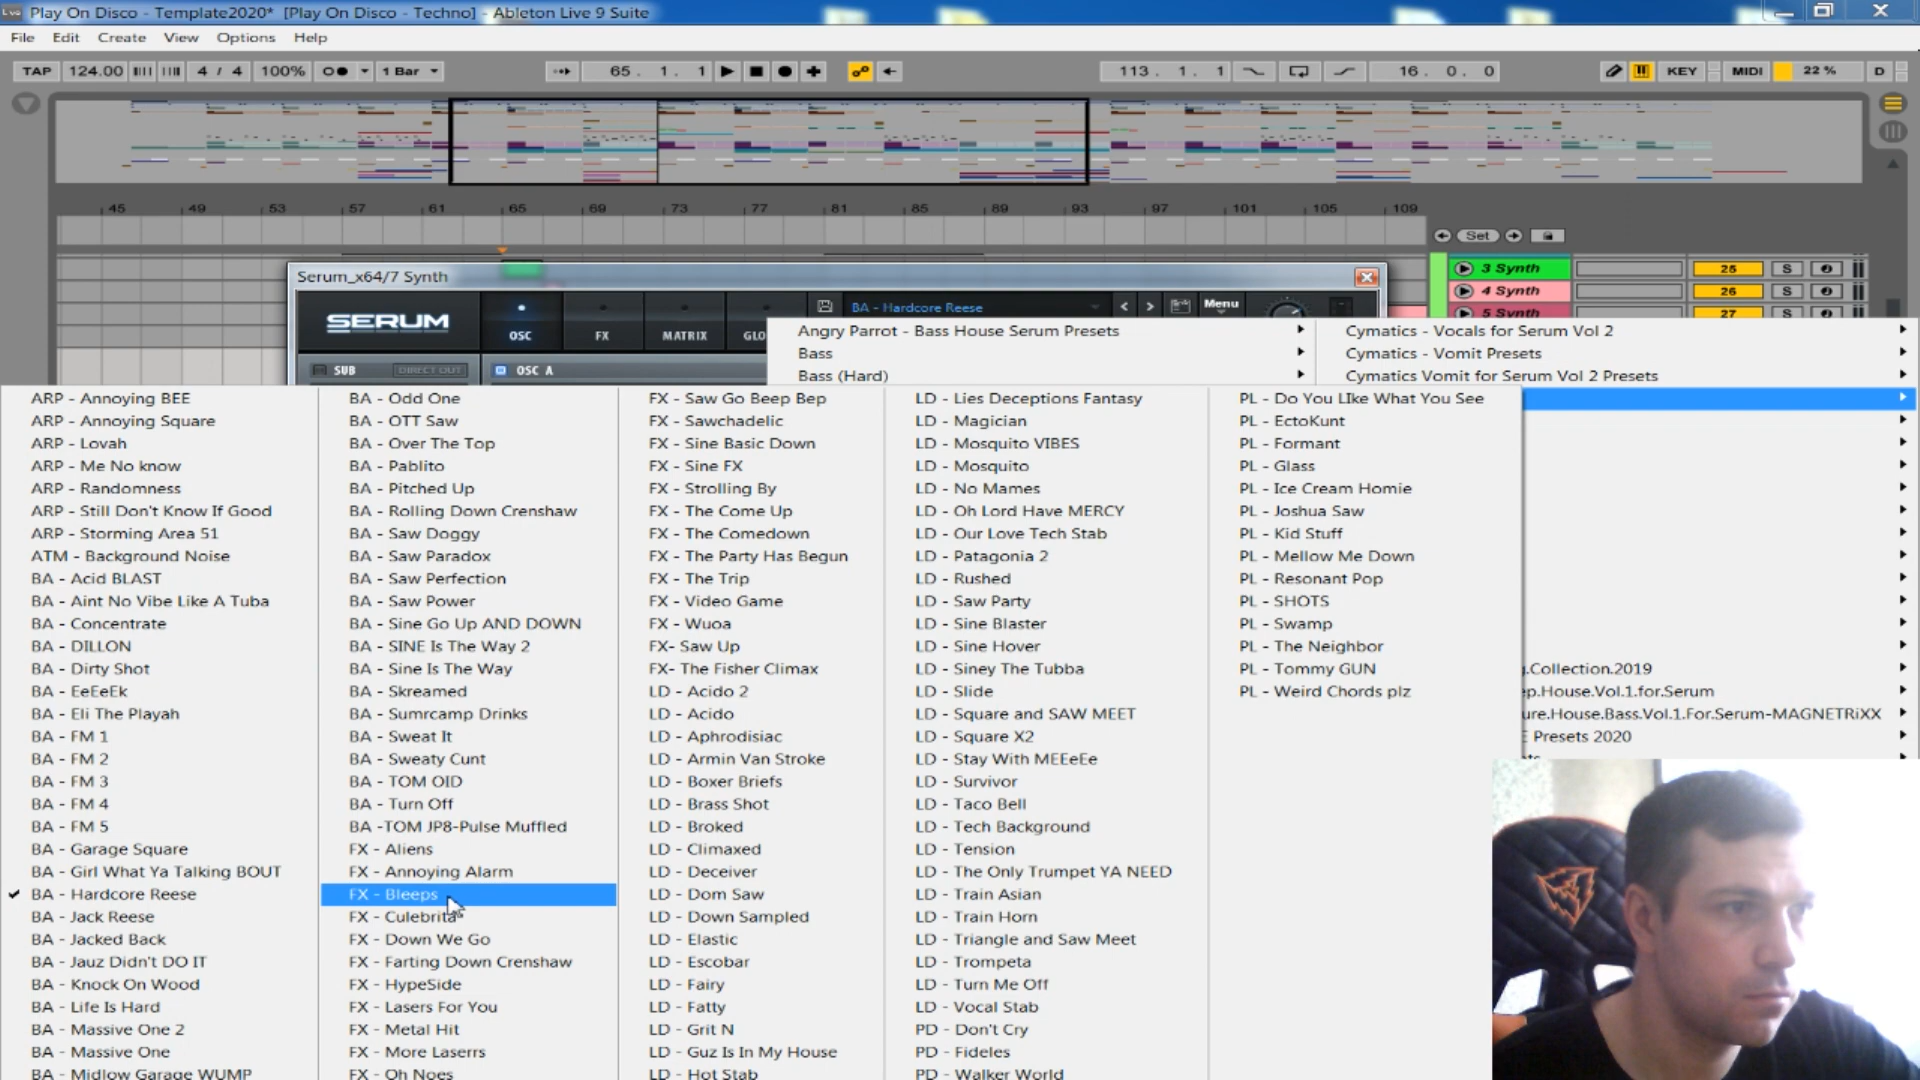 Play On Disco - Template2020* [Play On Disco - Techno] - Ableton Live 9 Suite
File Edit Create View Options Help
TAP 124.00 4 / 4 100% 1 Bar 65. 1. 1 113. 1. 1 16. 0. 0 KEY MIDI 22 % D
45 49 53 57 61 65 69 73 77 81 85 89 93 97 101 105 109
Set
Serum_x64/7 Synth
3 Synth 25 S
4 Synth 26 S
5 Synth 27 S
SERUM OSC FX MATRIX GLO BA - Hardcore Reese Menu
SUB DIRECT OUT OSC A
Angry Parrot - Bass House Serum Presets
Bass
Bass (Hard)
Cymatics - Vocals for Serum Vol 2
Cymatics - Vomit Presets
Cymatics Vomit for Serum Vol 2 Presets
ARP - Annoying BEE
ARP - Annoying Square
ARP - Lovah
ARP - Me No know
ARP - Randomness
ARP - Still Don't Know If Good
ARP - Storming Area 51
ATM - Background Noise
BA - Acid BLAST
BA - Aint No Vibe Like A Tuba
BA - Concentrate
BA - DILLON
BA - Dirty Shot
BA - EeEeEk
BA - Eli The Playah
BA - FM 1
BA - FM 2
BA - FM 3
BA - FM 4
BA - FM 5
BA - Garage Square
BA - Girl What Ya Talking BOUT
BA - Hardcore Reese
BA - Jack Reese
BA - Jacked Back
BA - Jauz Didn't DO IT
BA - Knock On Wood
BA - Life Is Hard
BA - Massive One 2
BA - Massive One
BA - Midlow Garage WUMP
BA - Odd One
BA - OTT Saw
BA - Over The Top
BA - Pablito
BA - Pitched Up
BA - Rolling Down Crenshaw
BA - Saw Doggy
BA - Saw Paradox
BA - Saw Perfection
BA - Saw Power
BA - Sine Go Up AND DOWN
BA - SINE Is The Way 2
BA - Sine Is The Way
BA - Skreamed
BA - Sumrcamp Drinks
BA - Sweat It
BA - Sweaty Cunt
BA - TOM OID
BA - Turn Off
BA -TOM JP8-Pulse Muffled
FX - Aliens
FX - Annoying Alarm
FX - Bleeps
FX - Culebrita
FX - Down We Go
FX - Farting Down Crenshaw
FX - HypeSide
FX - Lasers For You
FX - Metal Hit
FX - More Laserrs
FX - Oh Noes
FX - Saw Go Beep Bep
FX - Sawchadelic
FX - Sine Basic Down
FX - Sine FX
FX - Strolling By
FX - The Come Up
FX - The Comedown
FX - The Party Has Begun
FX - The Trip
FX - Video Game
FX - Wuoa
FX- Saw Up
FX- The Fisher Climax
LD - Acido 2
LD - Acido
LD - Aphrodisiac
LD - Armin Van Stroke
LD - Boxer Briefs
LD - Brass Shot
LD - Broked
LD - Climaxed
LD - Deceiver
LD - Dom Saw
LD - Down Sampled
LD - Elastic
LD - Escobar
LD - Fairy
LD - Fatty
LD - Grit N
LD - Guz Is In My House
LD - Hot Stab
LD - Lies Deceptions Fantasy
LD - Magician
LD - Mosquito VIBES
LD - Mosquito
LD - No Mames
LD - Oh Lord Have MERCY
LD - Our Love Tech Stab
LD - Patagonia 2
LD - Rushed
LD - Saw Party
LD - Sine Blaster
LD - Sine Hover
LD - Siney The Tubba
LD - Slide
LD - Square and SAW MEET
LD - Square X2
LD - Stay With MEEeEe
LD - Survivor
LD - Taco Bell
LD - Tech Background
LD - Tension
LD - The Only Trumpet YA NEED
LD - Train Asian
LD - Train Horn
LD - Triangle and Saw Meet
LD - Trompeta
LD - Turn Me Off
LD - Vocal Stab
PD - Don't Cry
PD - Fideles
PD - Walker World
PL - Do You LIke What You See
PL - EctoKunt
PL - Formant
PL - Glass
PL - Ice Cream Homie
PL - Joshua Saw
PL - Kid Stuff
PL - Mellow Me Down
PL - Resonant Pop
PL - SHOTS
PL - Swamp
PL - The Neighbor
PL - Tommy GUN
PL - Weird Chords plz
.Collection.2019
ep.House.Vol.1.for.Serum
ure.House.Bass.Vol.1.For.Serum-MAGNETRiXX
Presets 2020